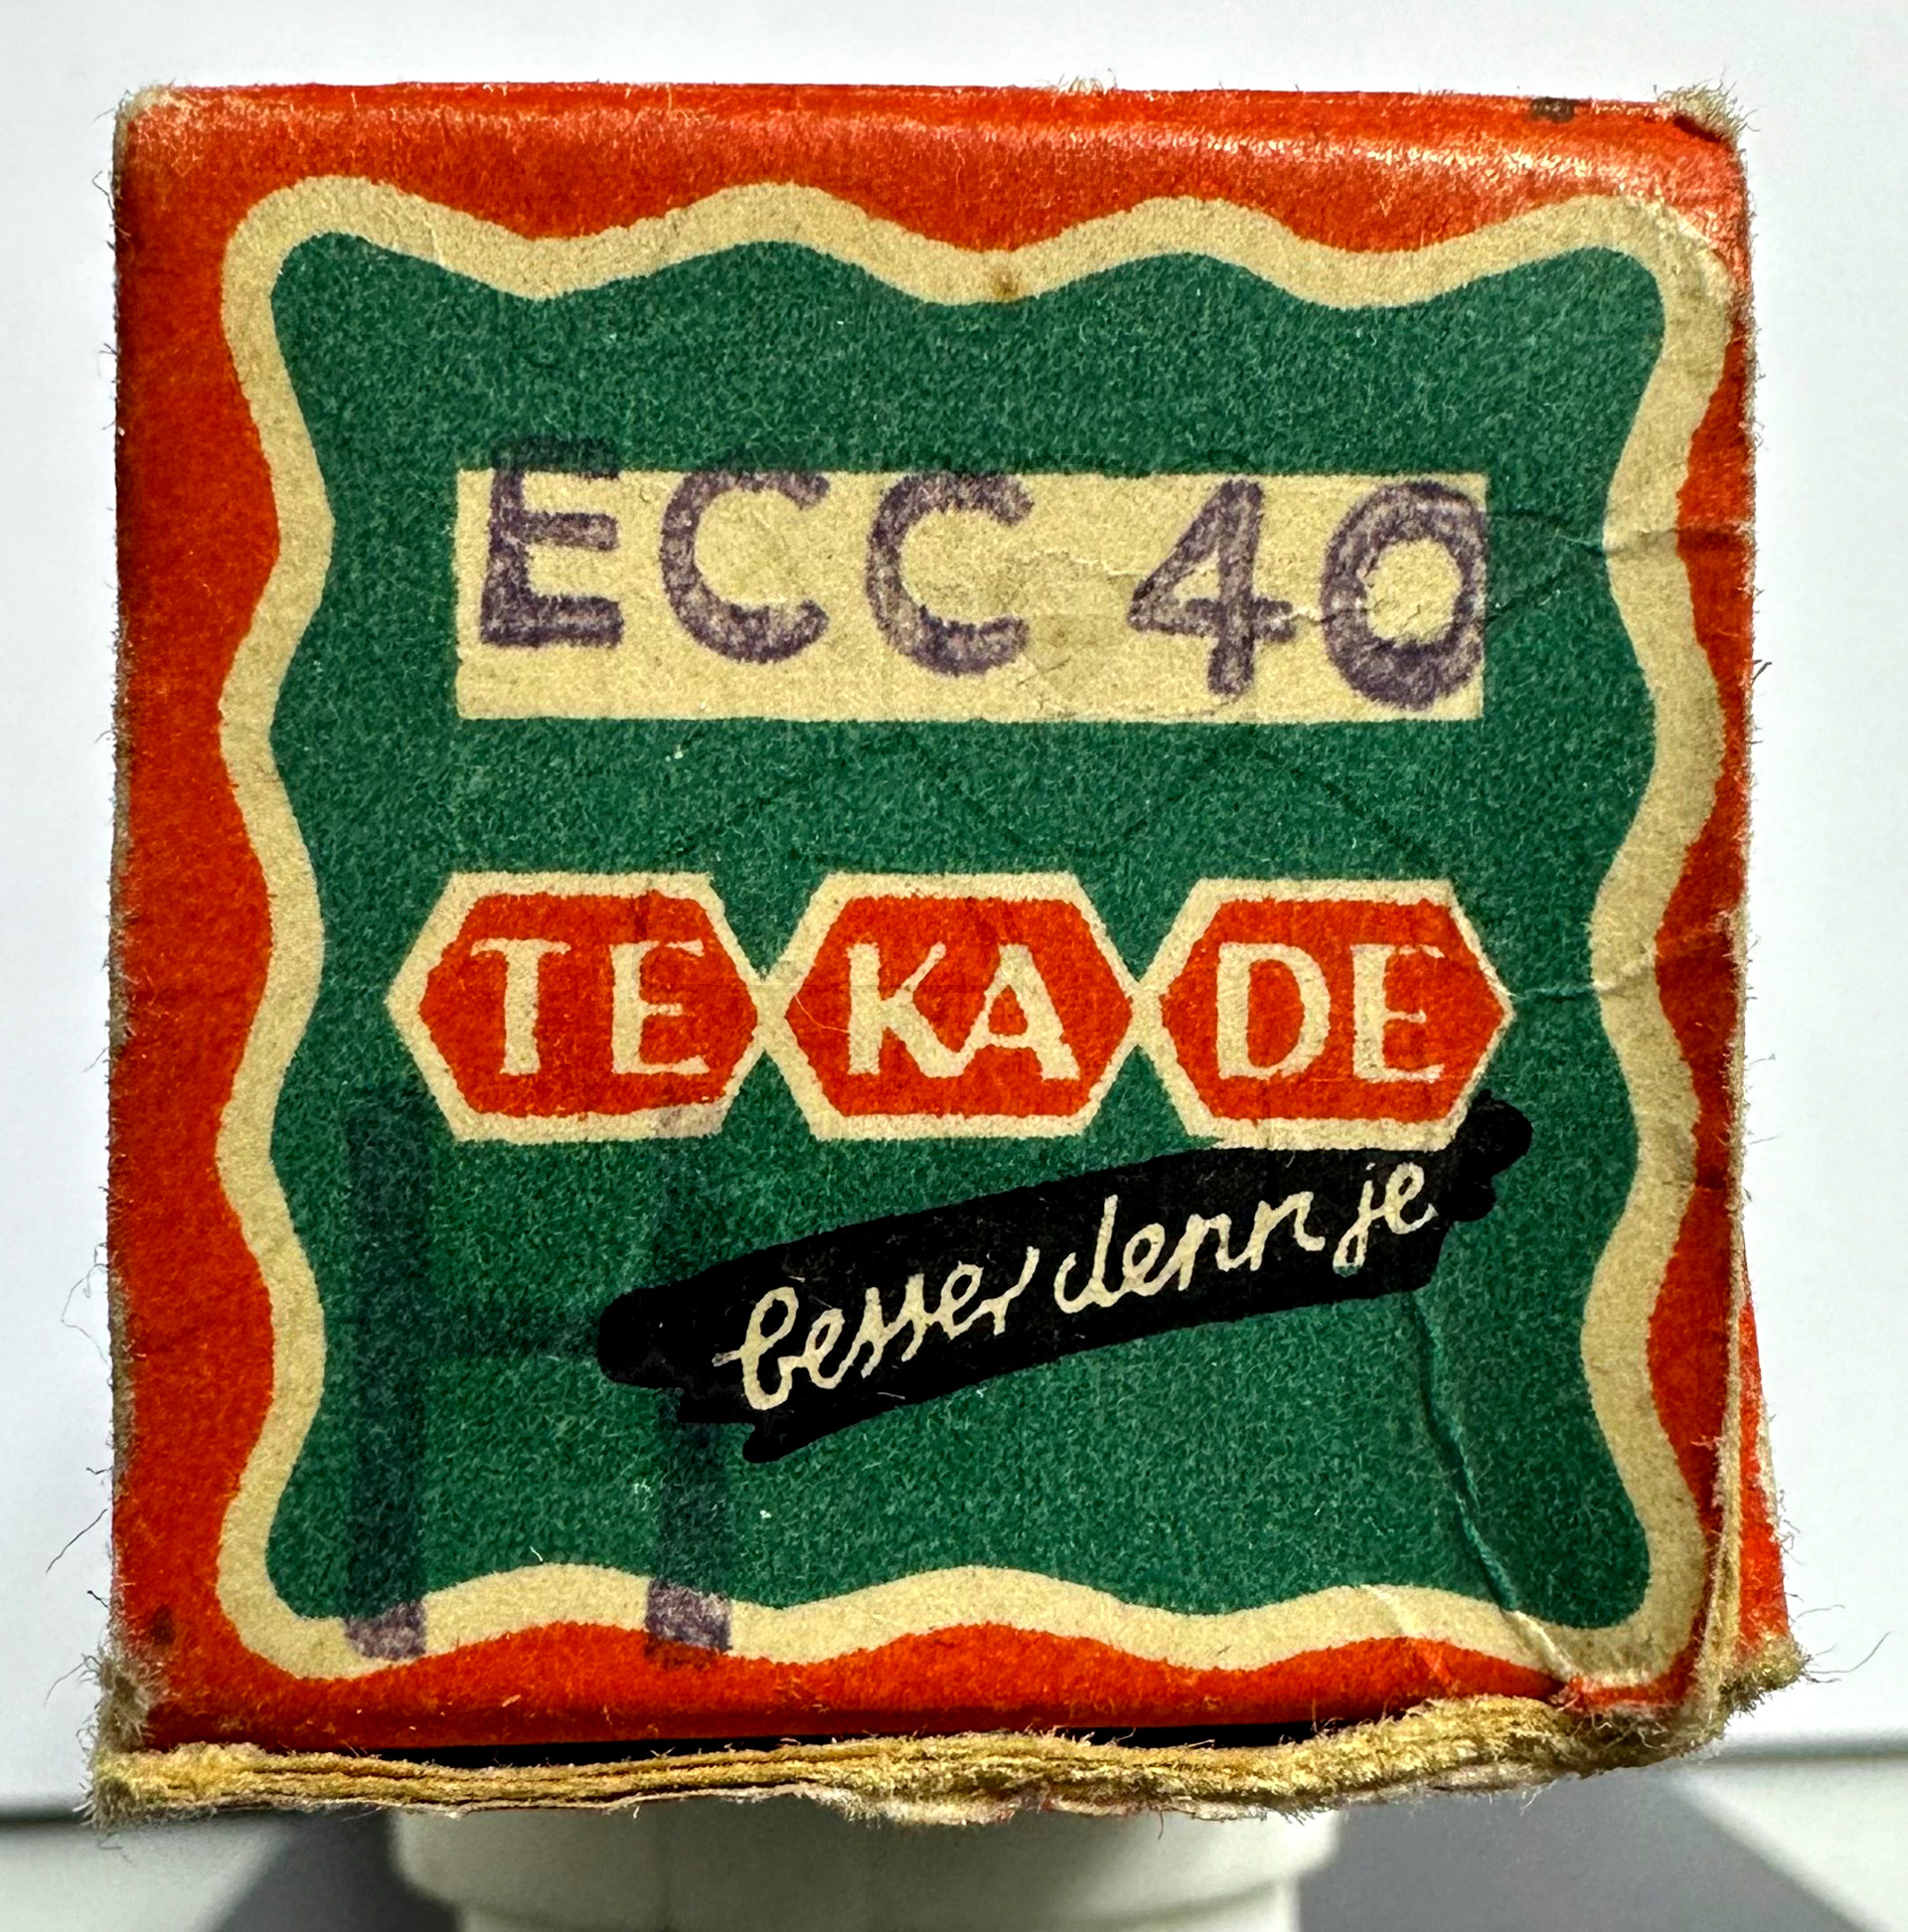 ECC 40
TE KA DE
besser denn je